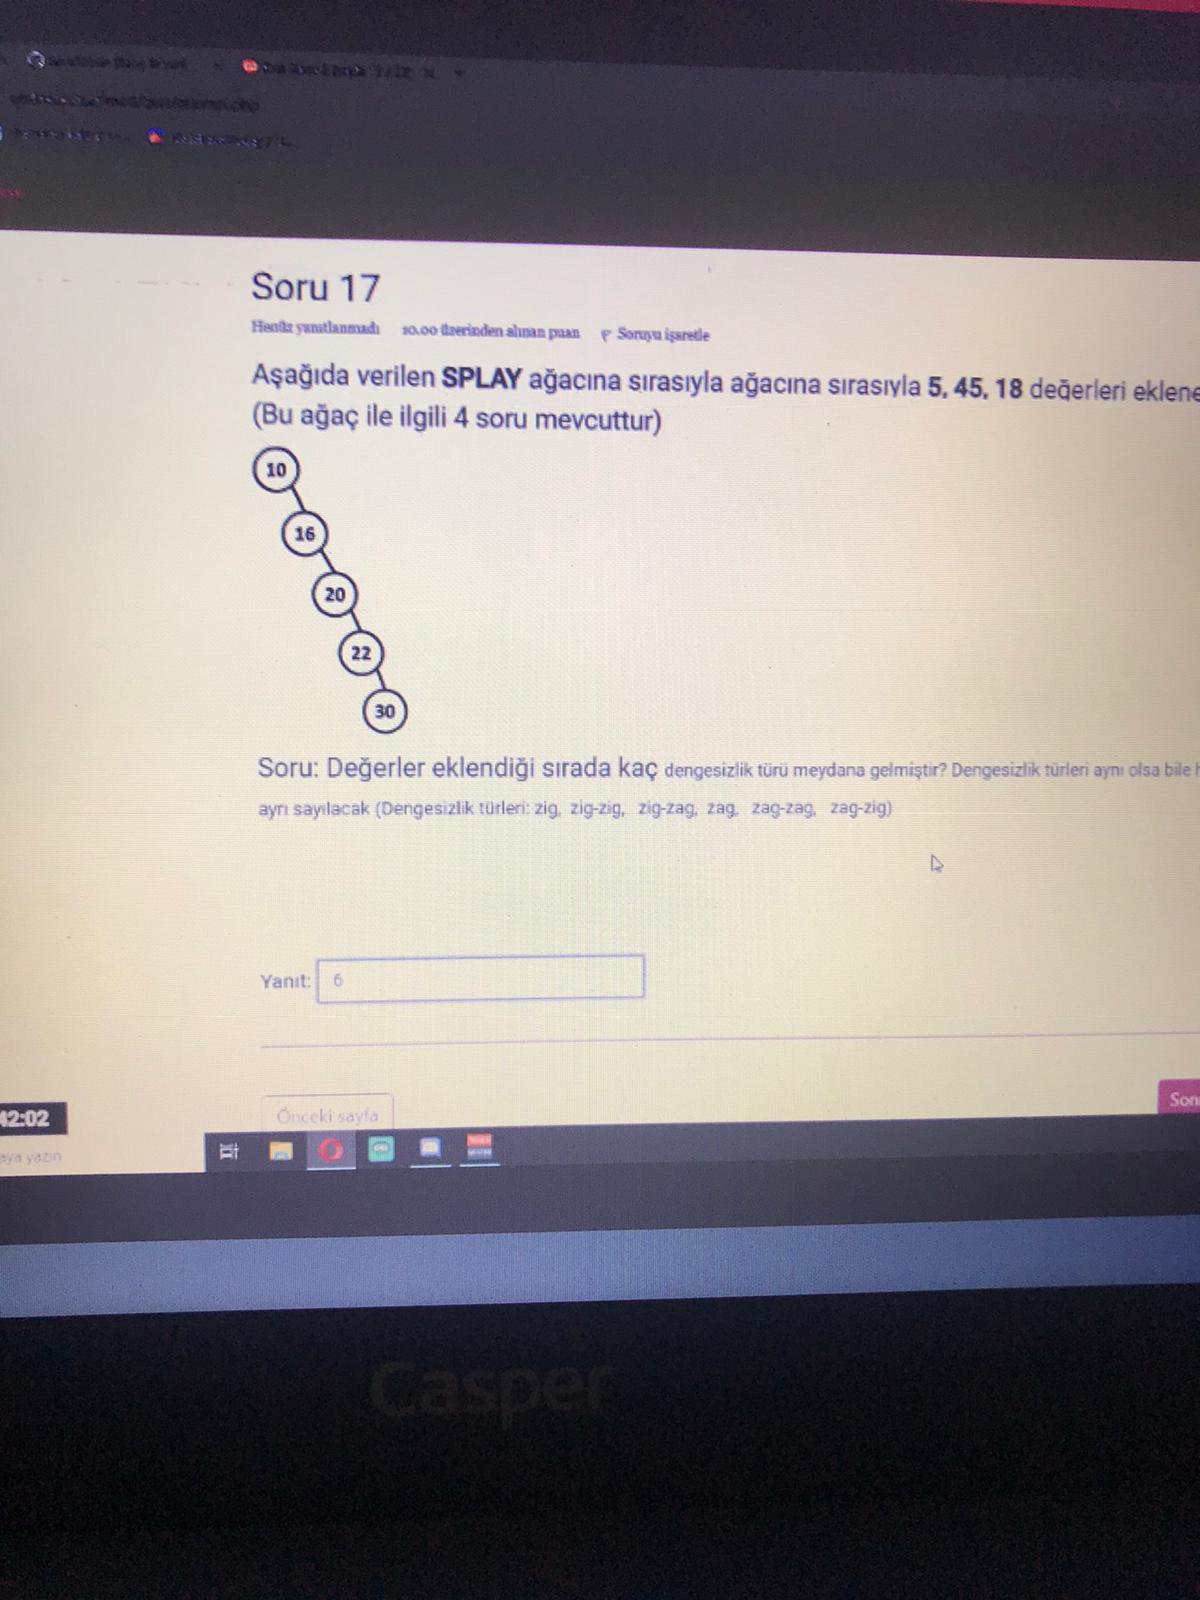 Soru 17
Henüz yanıtlanmadı 10.00 üzerinden alınan puan Soruyu işaretle
Aşağıda verilen SPLAY ağacına sırasıyla ağacına sırasıyla 5, 45, 18 değerleri eklene
(Bu ağaç ile ilgili 4 soru mevcuttur)
10
16
20
22
30
Soru: Değerler eklendiği sırada kaç dengesizlik türü meydana gelmiştir? Dengesizlik türleri aynı olsa bile h
ayrı sayılacak (Dengesizlik türleri: zig, zig-zig, zig-zag, zag, zag-zag, zag-zig)
Yanıt: 6
Önceki sayfa
Son
42:02
aya yazın
Casper